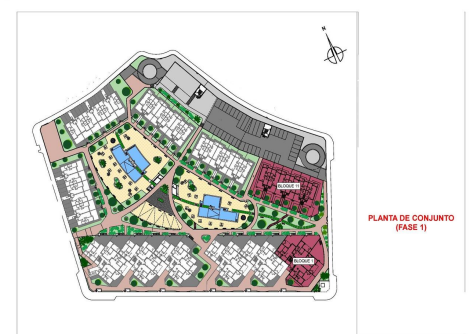 N
BLOQUE 11
PLANTA DE CONJUNTO
(FASE 1)
BLOQUE 1